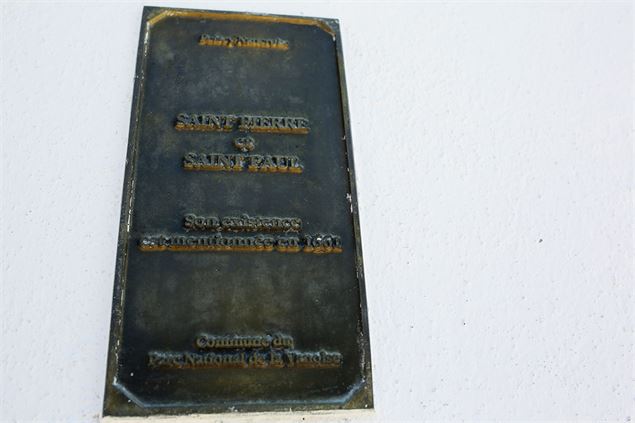 SAINT PIERRE
et
SAINT PAUL
Son existence
est mentionnée en
Commune du
Parc National de la Vanoise